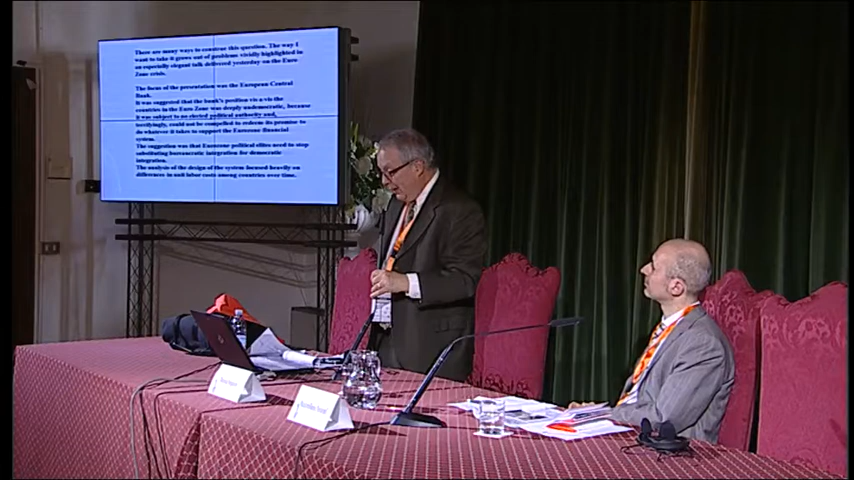 There are many ways to construe this question. The way I
want to take it grows out of problems vividly highlighted in
an especially elegant talk delivered yesterday on the Euro
Zone crisis.
The focus of the presentation was the European Central
Bank.
It was suggested that the bank's position vis a vis the
countries in the Euro Zone was deeply undemocratic, because
it was subject to no elected political authority and,
terrifyingly, could not be compelled to redeem its promise to
do whatever it takes to support the Eurozone financial
system.
The suggestion was that Eurozone political elites need to stop
substituting bureaucratic integration for democratic
integration.
The analysis of the design of the system focused heavily on
differences in unit labor costs among countries over time.